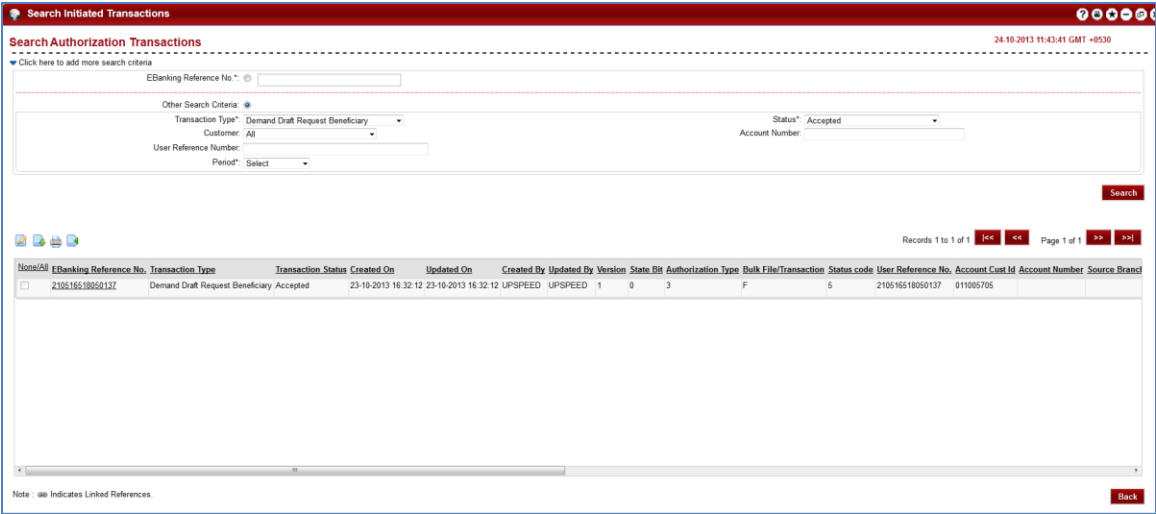 Search Initiated Transactions
Search Authorization Transactions 24-10-2013 11:43:41 GMT +0530
Click here to add more search criteria
EBanking Reference No.*:
Other Search Criteria:
Transaction Type*: Demand Draft Request Beneficiary Status*: Accepted
Customer: All Account Number:
User Reference Number:
Period*: Select
Search
Records 1 to 1 of 1 |<< << Page 1 of 1 >> >>|
None/All EBanking Reference No. Transaction Type Transaction Status Created On Updated On Created By Updated By Version State Bit Authorization Type Bulk File/Transaction Status code User Reference No. Account Cust Id Account Number Source Branch
210516518050137 Demand Draft Request Beneficiary Accepted 23-10-2013 16:32:12 23-10-2013 16:32:12 UPSPEED UPSPEED 1 0 3 F 5 210516518050137 011005705
Note : Indicates Linked References.
Back